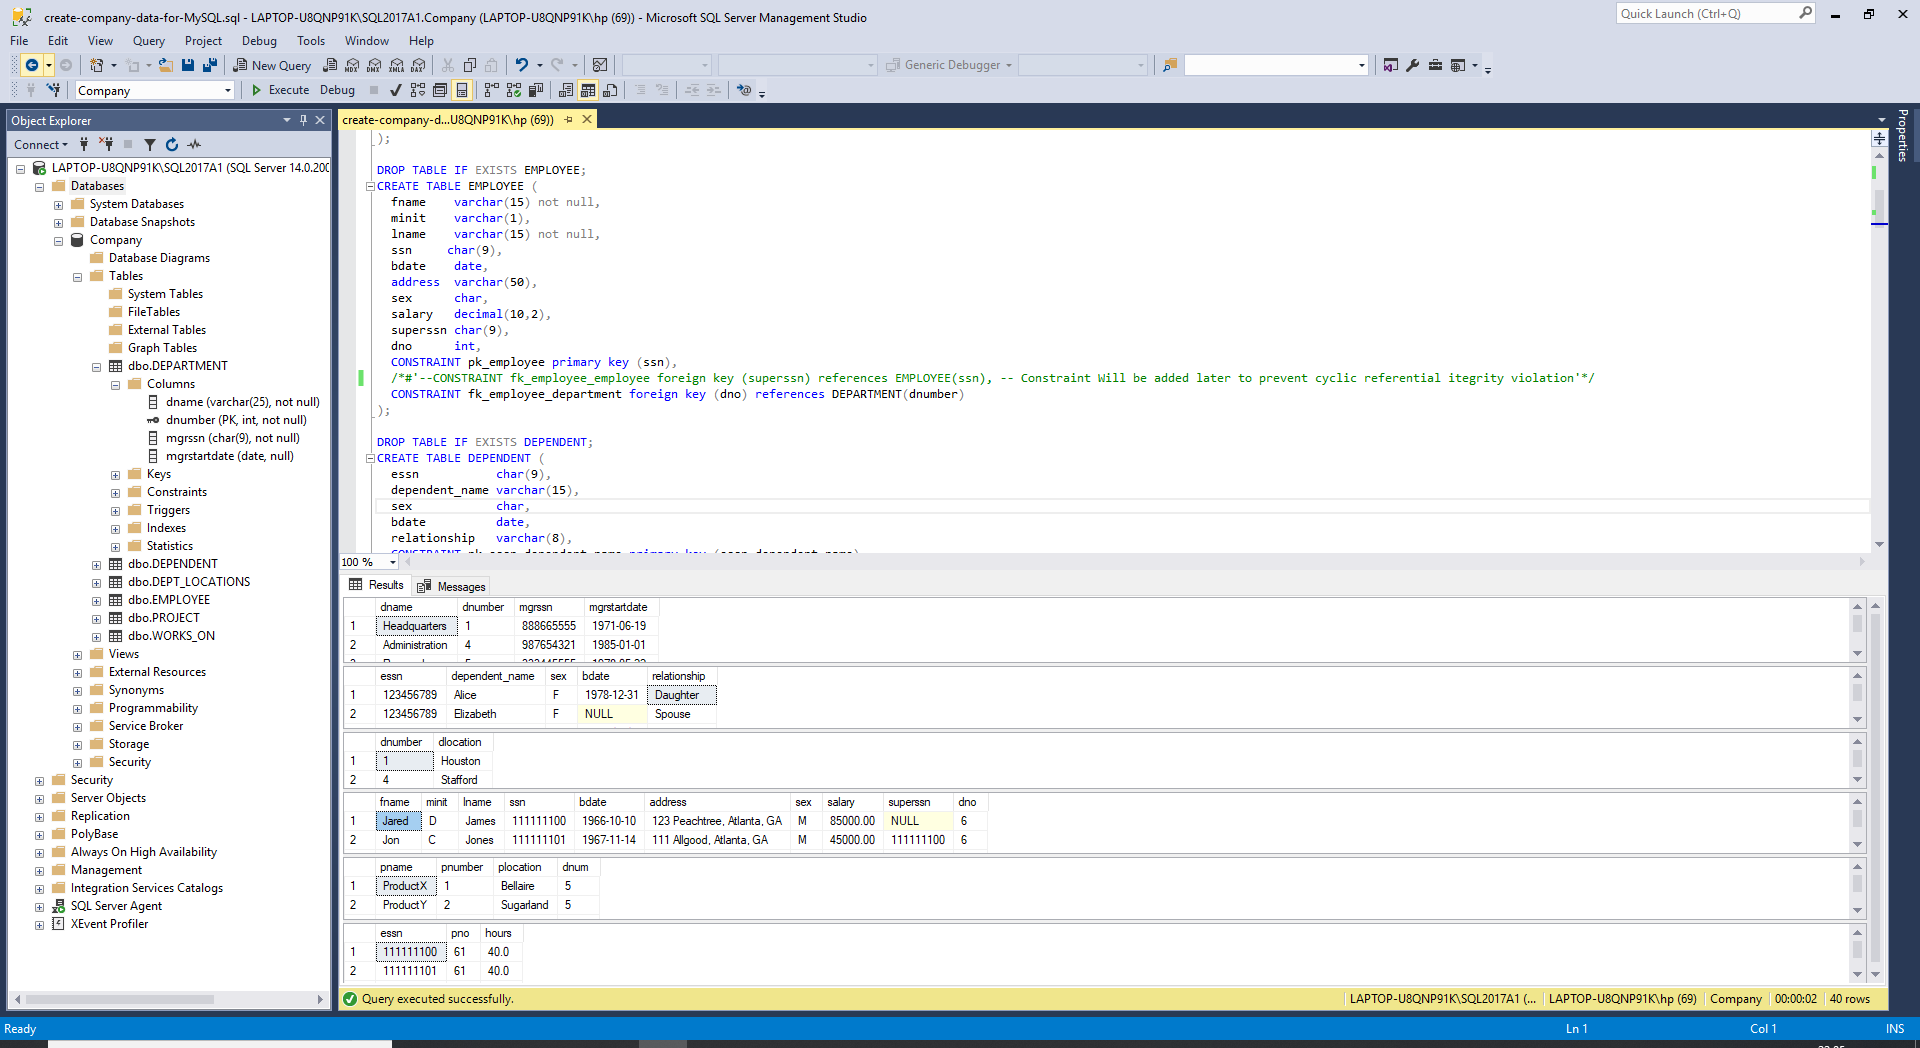 create-company-data-for-MySQL.sql - LAPTOP-U8QNP91K\SQL2017A1.Company (LAPTOP-U8QNP91K\hp (69)) - Microsoft SQL Server Management Studio
Quick Launch (Ctrl+Q)
File Edit View Query Project Debug Tools Window Help
New Query MDX DMX XMLA DAX Generic Debugger
Company Execute Debug
Object Explorer
Connect
LAPTOP-U8QNP91K\SQL2017A1 (SQL Server 14.0.200
Databases
System Databases
Database Snapshots
Company
Database Diagrams
Tables
System Tables
FileTables
External Tables
Graph Tables
dbo.DEPARTMENT
Columns
dname (varchar(25), not null)
dnumber (PK, int, not null)
mgrssn (char(9), not null)
mgrstartdate (date, null)
Keys
Constraints
Triggers
Indexes
Statistics
dbo.DEPENDENT
dbo.DEPT_LOCATIONS
dbo.EMPLOYEE
dbo.PROJECT
dbo.WORKS_ON
Views
External Resources
Synonyms
Programmability
Service Broker
Storage
Security
Security
Server Objects
Replication
PolyBase
Always On High Availability
Management
Integration Services Catalogs
SQL Server Agent
XEvent Profiler
create-company-d...U8QNP91K\hp (69))
);
DROP TABLE IF EXISTS EMPLOYEE;
CREATE TABLE EMPLOYEE (
fname varchar(15) not null,
minit varchar(1),
lname varchar(15) not null,
ssn char(9),
bdate date,
address varchar(50),
sex char,
salary decimal(10,2),
superssn char(9),
dno int,
CONSTRAINT pk_employee primary key (ssn),
/*#'--CONSTRAINT fk_employee_employee foreign key (superssn) references EMPLOYEE(ssn), -- Constraint Will be added later to prevent cyclic referential itegrity violation'*/
CONSTRAINT fk_employee_department foreign key (dno) references DEPARTMENT(dnumber)
);
DROP TABLE IF EXISTS DEPENDENT;
CREATE TABLE DEPENDENT (
essn char(9),
dependent_name varchar(15),
sex char,
bdate date,
relationship varchar(8),
100 %
Results Messages
dname dnumber mgrssn mgrstartdate
1 Headquarters 1 888665555 1971-06-19
2 Administration 4 987654321 1985-01-01
essn dependent_name sex bdate relationship
1 123456789 Alice F 1978-12-31 Daughter
2 123456789 Elizabeth F NULL Spouse
dnumber dlocation
1 1 Houston
2 4 Stafford
fname minit lname ssn bdate address sex salary superssn dno
1 Jared D James 111111100 1966-10-10 123 Peachtree, Atlanta, GA M 85000.00 NULL 6
2 Jon C Jones 111111101 1967-11-14 111 Allgood, Atlanta, GA M 45000.00 111111100 6
pname pnumber plocation dnum
1 ProductX 1 Bellaire 5
2 ProductY 2 Sugarland 5
essn pno hours
1 111111100 61 40.0
2 111111101 61 40.0
Query executed successfully.
LAPTOP-U8QNP91K\SQL2017A1 (... LAPTOP-U8QNP91K\hp (69) Company 00:00:02 40 rows
Properties
Ready Ln 1 Col 1 INS